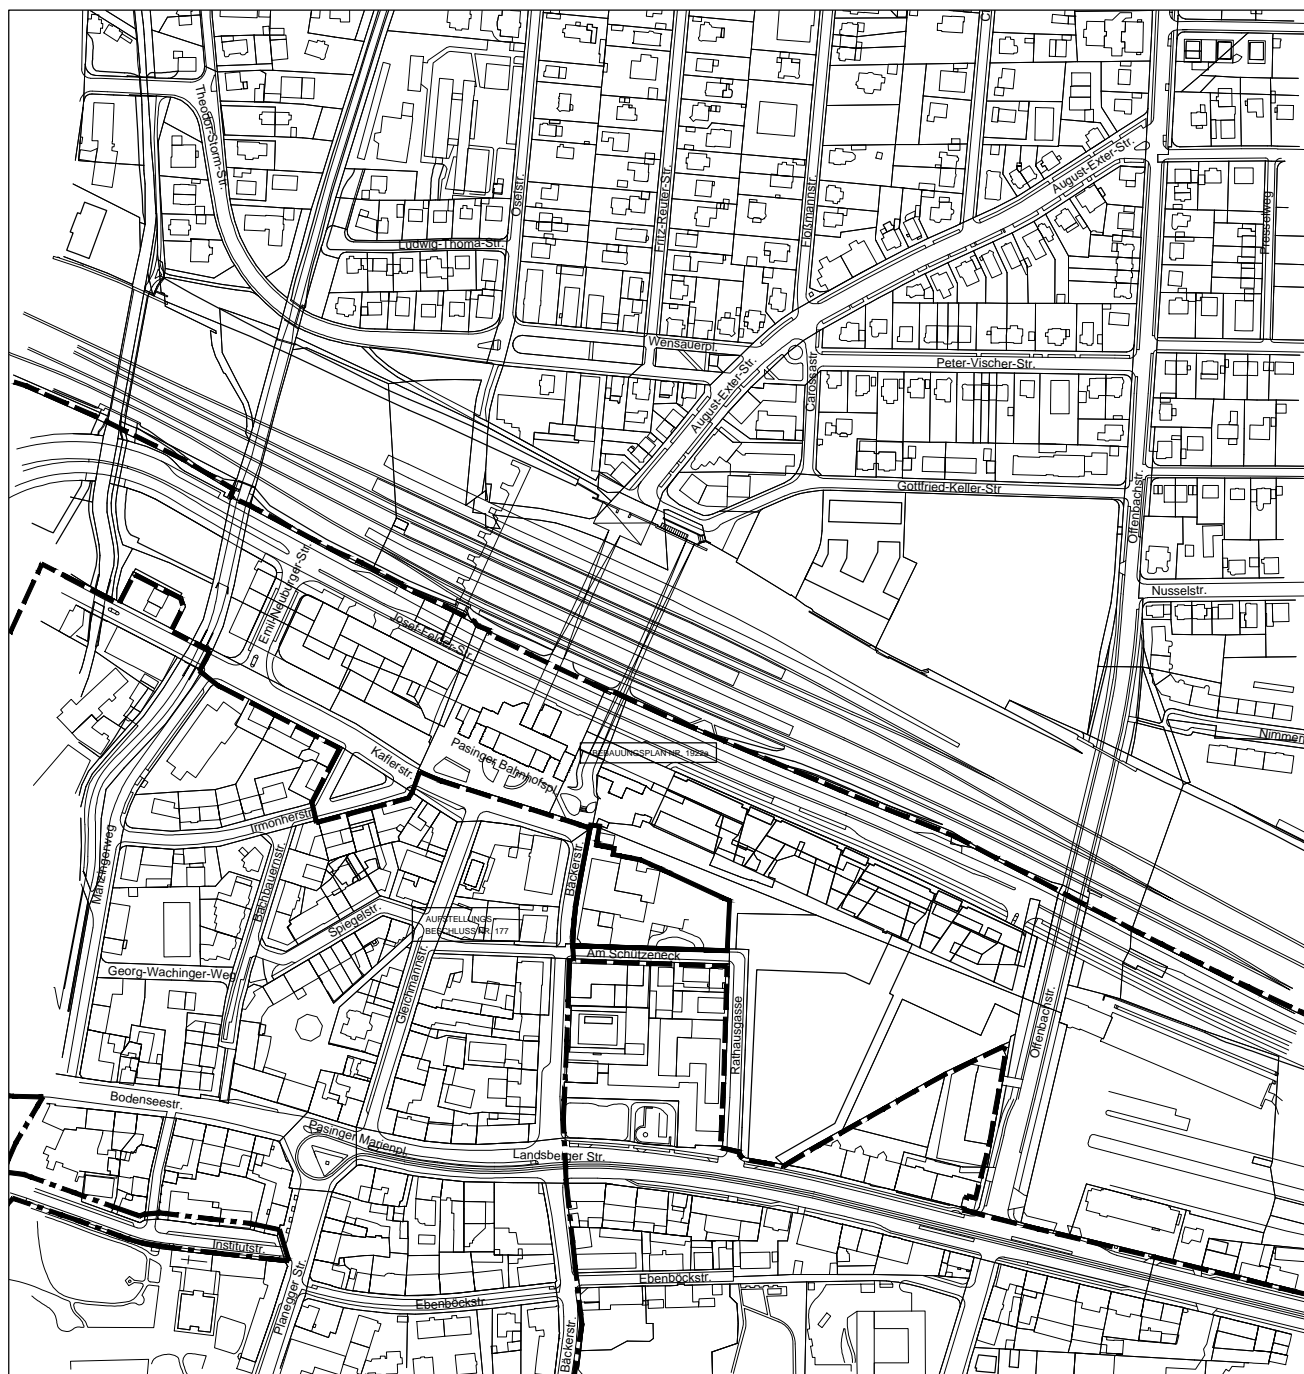 Theodor-Storm-Str.
Oselstr.
Ludwig-Thoma-Str.
Fritz-Reuter-Str.
Floßmannstr.
August-Exter-Str.
Presselweg
Wensauerpl.
August-Exter-Str.
Carossastr.
Peter-Vischer-Str.
Gottfried-Keller-Str
Offenbachstr.
Nusselstr.
Emil-Neuburger-Str.
Josef-Felder-Str.
Kaflerstr.
Pasinger Bahnhofspl.
BEBAUUNGSPLAN NR. 1922a
Irmonherstr.
Manzingerweg
Bachbauernstr.
Spiegelstr.
Bäckerstr.
AUFSTELLUNGS-
BESCHLUSS NR. 177
Am Schützeneck
Georg-Wachinger-Weg
Gleichmannstr.
Rathausgasse
Offenbachstr.
Bodenseestr.
Pasinger Marienpl.
Landsberger Str.
Institutstr.
Planegger Str.
Ebenböckstr.
Ebenböckstr.
Bäckerstr.